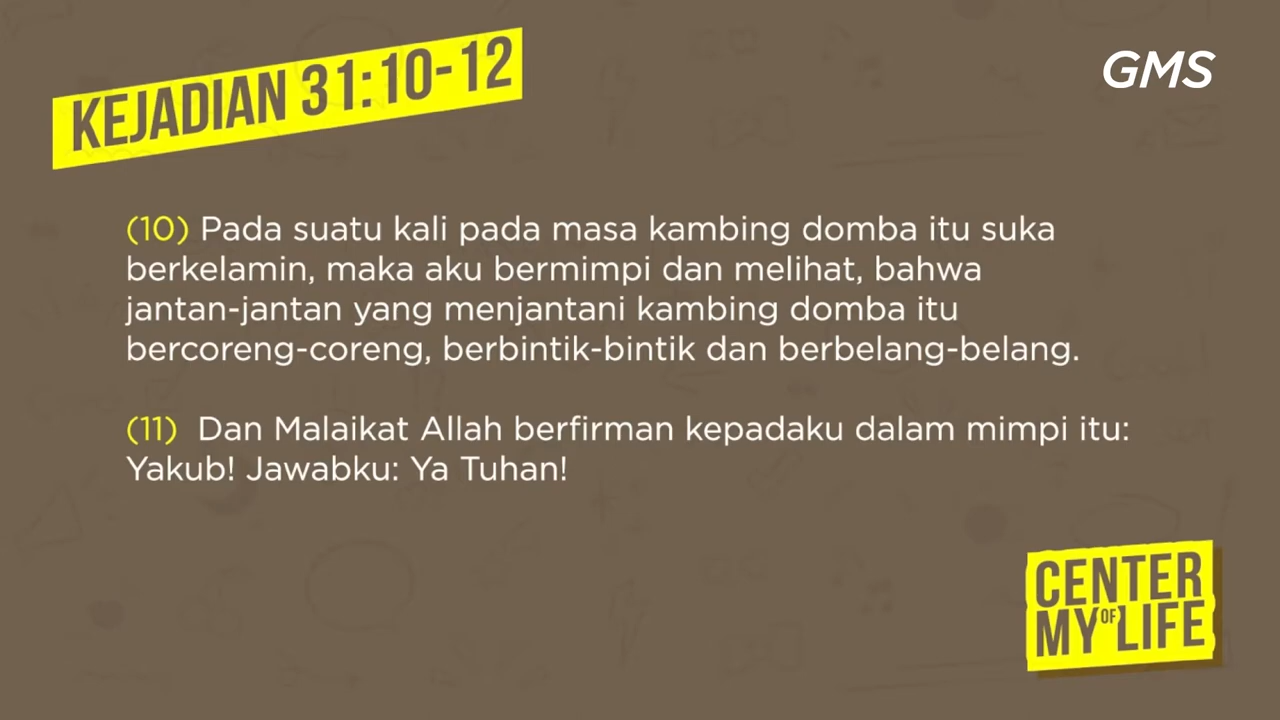 KEJADIAN 31:10-12
GMS
(10) Pada suatu kali pada masa kambing domba itu suka
berkelamin, maka aku bermimpi dan melihat, bahwa
jantan-jantan yang menjantani kambing domba itu
bercoreng-coreng, berbintik-bintik dan berbelang-belang.
(11) Dan Malaikat Allah berfirman kepadaku dalam mimpi itu:
Yakub! Jawabku: Ya Tuhan!
CENTER
MY OF LIFE